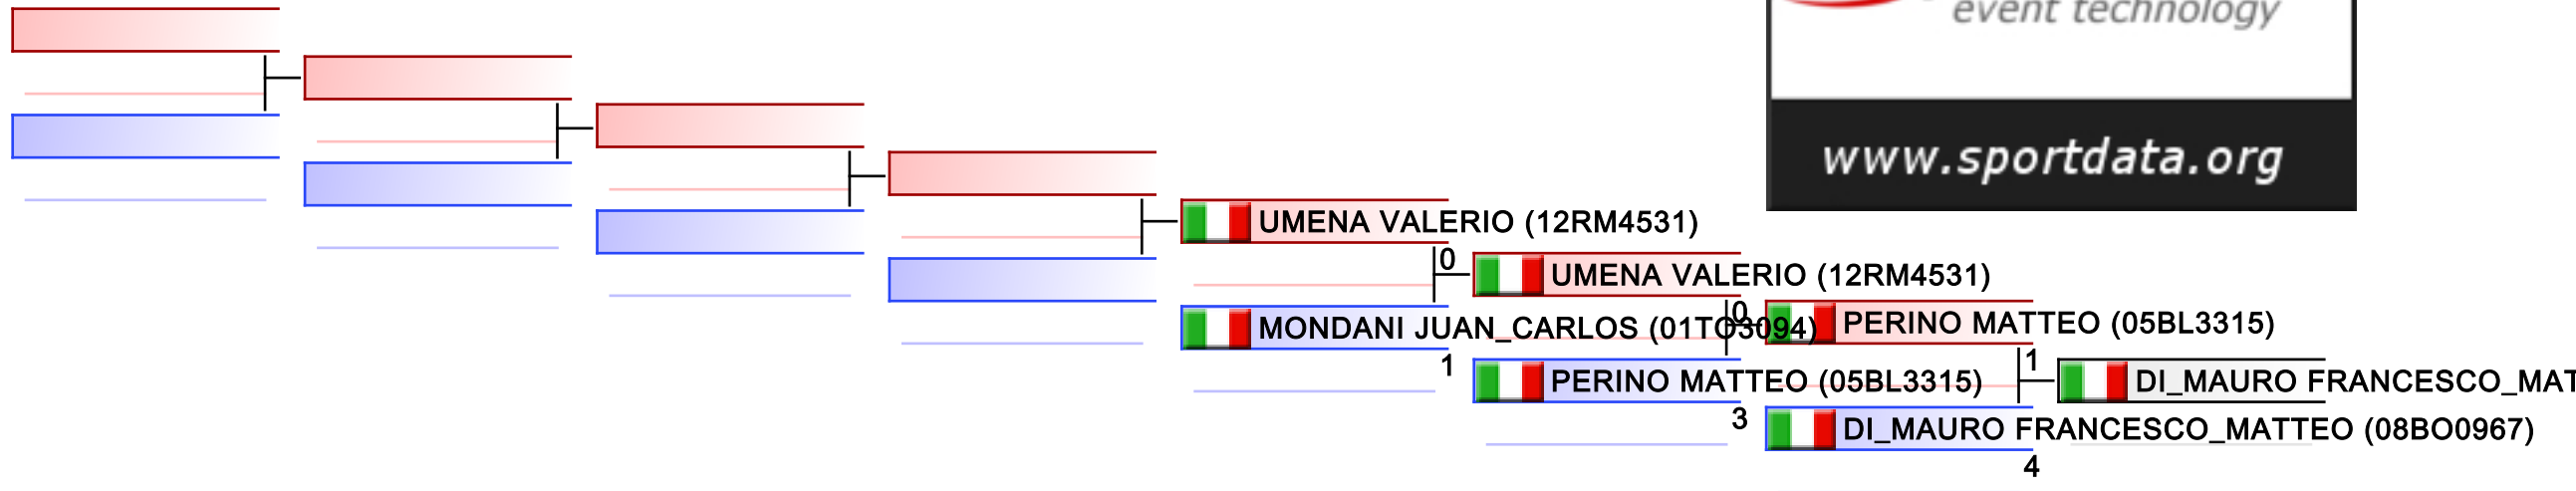 event technology
www.sportdata.org
UMENA VALERIO (12RM4531)
0
UMENA VALERIO (12RM4531)
MONDANI JUAN_CARLOS (01TO3094)
0
PERINO MATTEO (05BL3315)
1
1
PERINO MATTEO (05BL3315)
DI_MAURO FRANCESCO_MAT
3
DI_MAURO FRANCESCO_MATTEO (08BO0967)
4